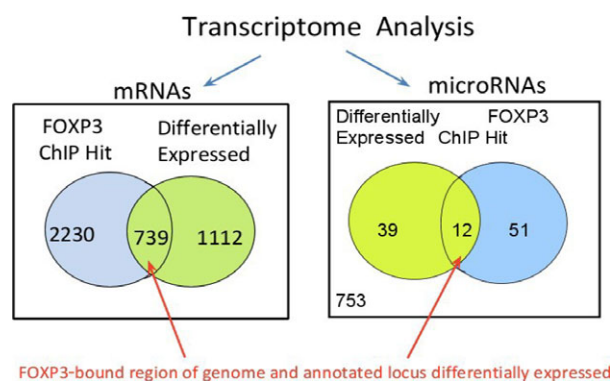 Transcriptome Analysis
mRNAs
FOXP3
ChIP Hit
Differentially
Expressed
2230
739
1112
microRNAs
Differentially
Expressed
FOXP3
ChIP Hit
39
12
51
753
FOXP3-bound region of genome and annotated locus differentially expressed